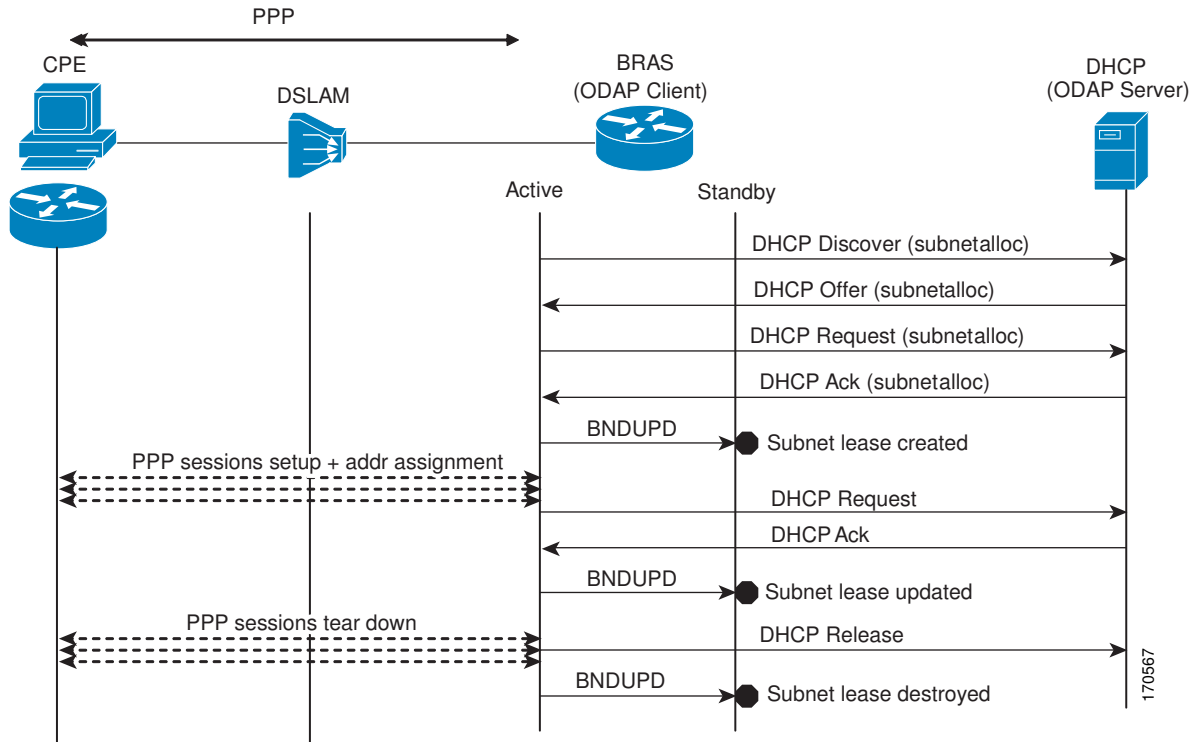 PPP
CPE
DSLAM
BRAS
(ODAP Client)
DHCP
(ODAP Server)
Active
Standby
DHCP Discover (subnetalloc)
DHCP Offer (subnetalloc)
DHCP Request (subnetalloc)
DHCP Ack (subnetalloc)
BNDUPD
Subnet lease created
PPP sessions setup + addr assignment
DHCP Request
DHCP Ack
BNDUPD
Subnet lease updated
PPP sessions tear down
DHCP Release
BNDUPD
Subnet lease destroyed
170567